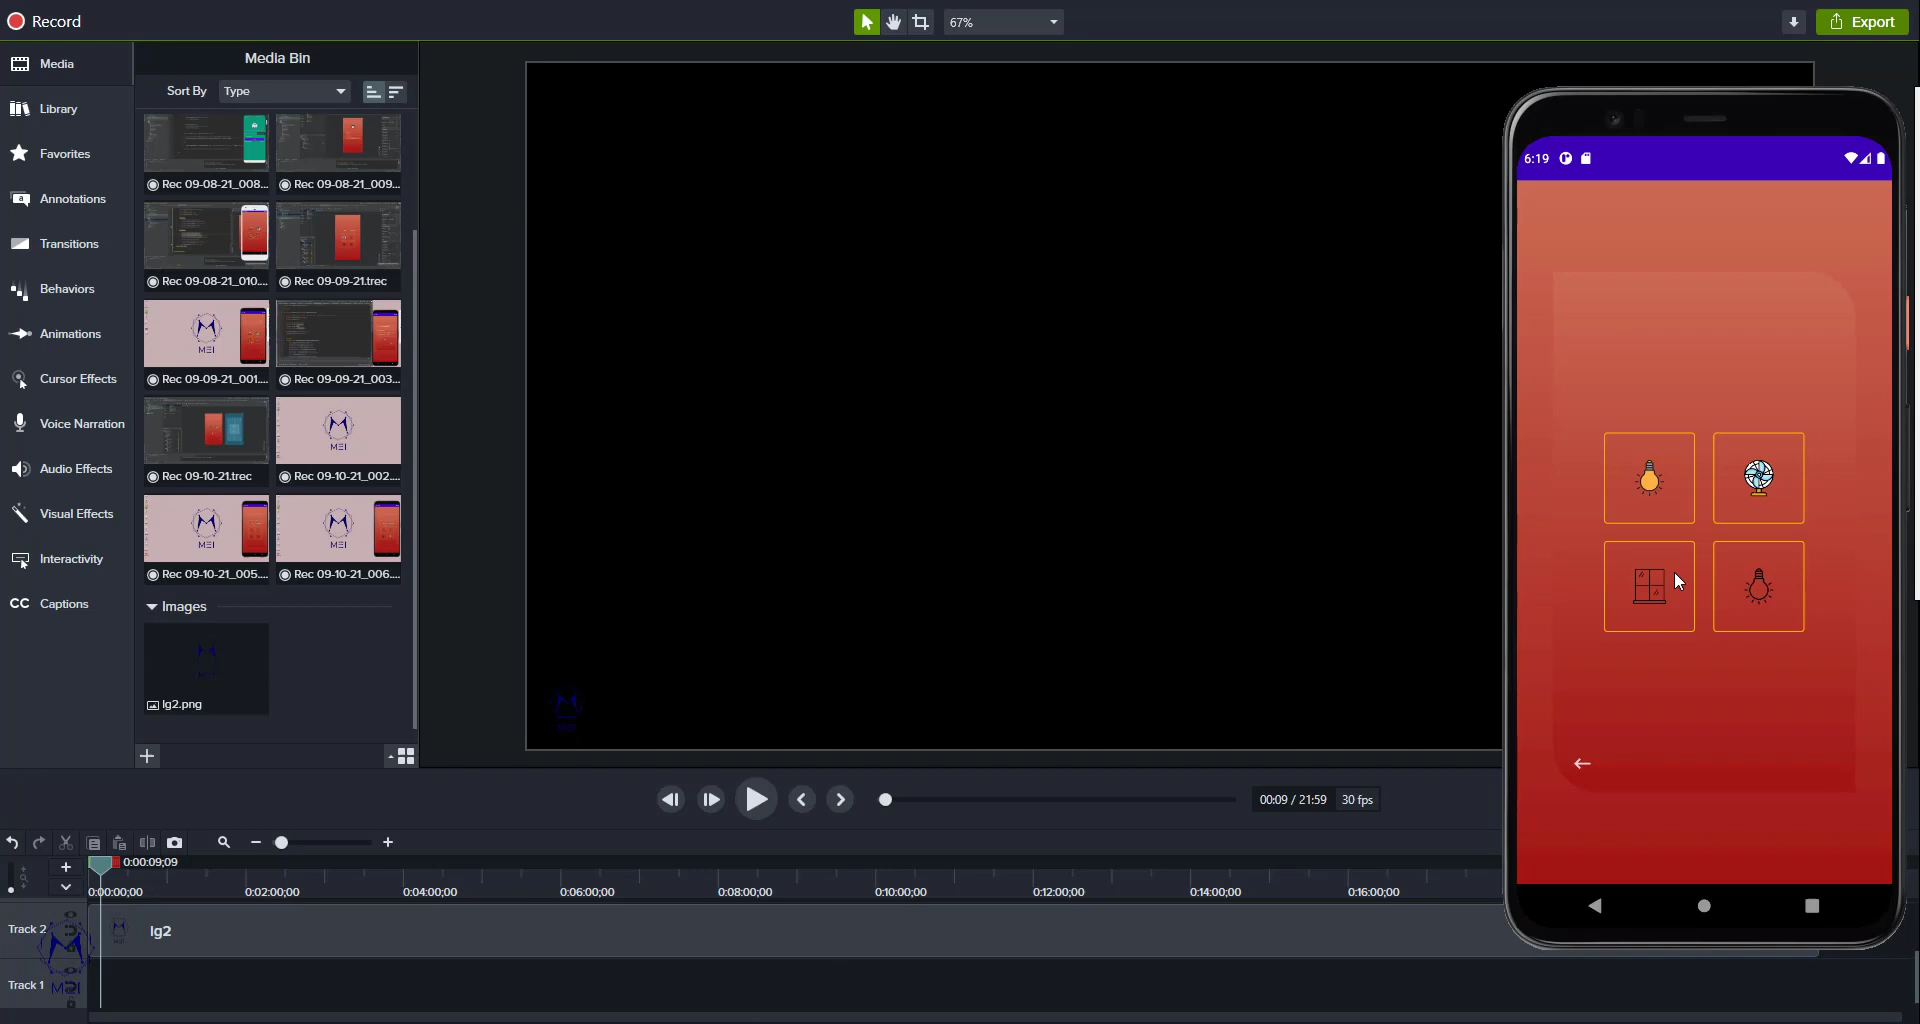 Record
67%
Export
Media
Library
Favorites
Annotations
Transitions
Behaviors
Animations
Cursor Effects
Voice Narration
Audio Effects
Visual Effects
Interactivity
CC Captions
Media Bin
Sort By Type
Rec 09-08-21_008... Rec 09-08-21_009...
Rec 09-08-21_010... Rec 09-09-21.trec
MEI
Rec 09-09-21_001.... Rec 09-09-21_003...
MEI
Rec 09-10-21.trec Rec 09-10-21_002....
MEI MEI
Rec 09-10-21_005.... Rec 09-10-21_006....
Images
lg2.png
6:19
00:09 / 21:59 30 fps
0:00:09;09
0:00:00;00 0:02:00;00 0:04:00;00 0:06:00;00 0:08:00;00 0:10:00;00 0:12:00;00 0:14:00;00 0:16:00;00
Track 2 lg2
Track 1 MEI